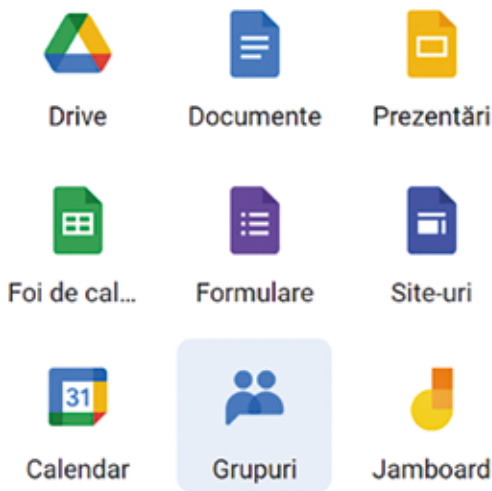 Drive
Documente
Prezentări
Foi de cal...
Formulare
Site-uri
31
Calendar
Grupuri
Jamboard